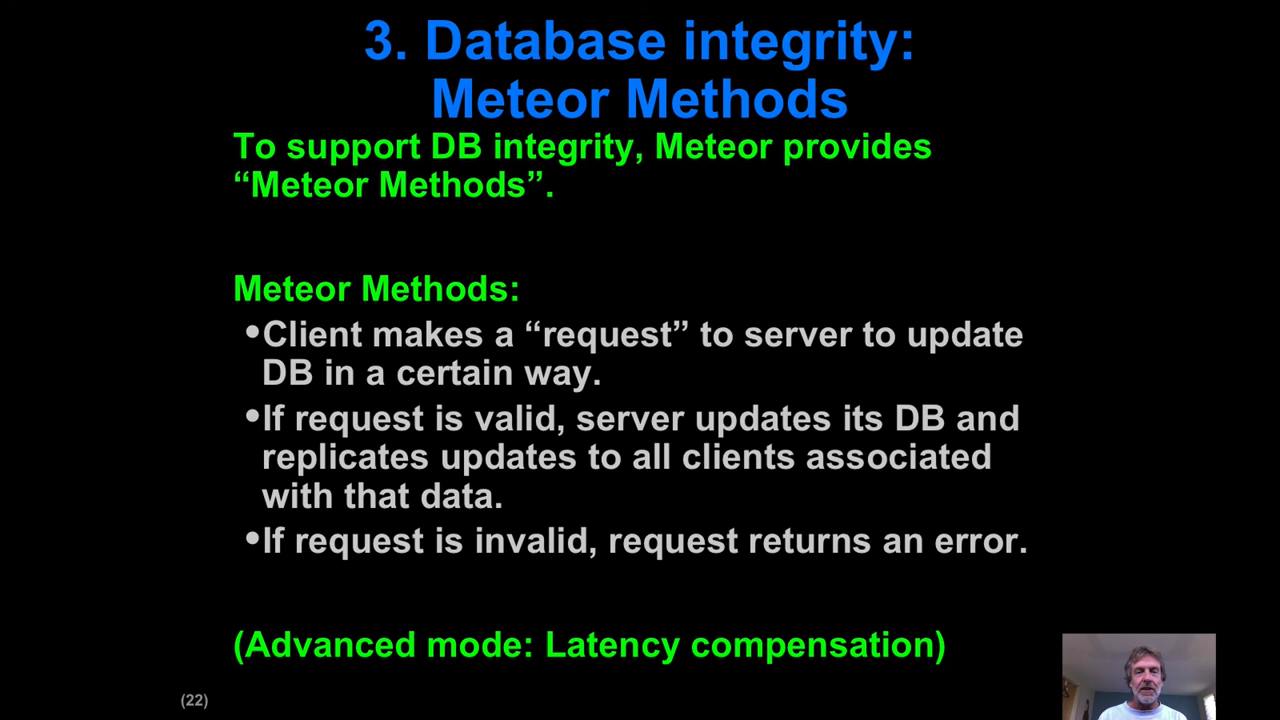 3. Database integrity:
Meteor Methods
To support DB integrity, Meteor provides
“Meteor Methods”.
Meteor Methods:
•Client makes a “request” to server to update
DB in a certain way.
•If request is valid, server updates its DB and
replicates updates to all clients associated
with that data.
•If request is invalid, request returns an error.
(Advanced mode: Latency compensation)
(22)